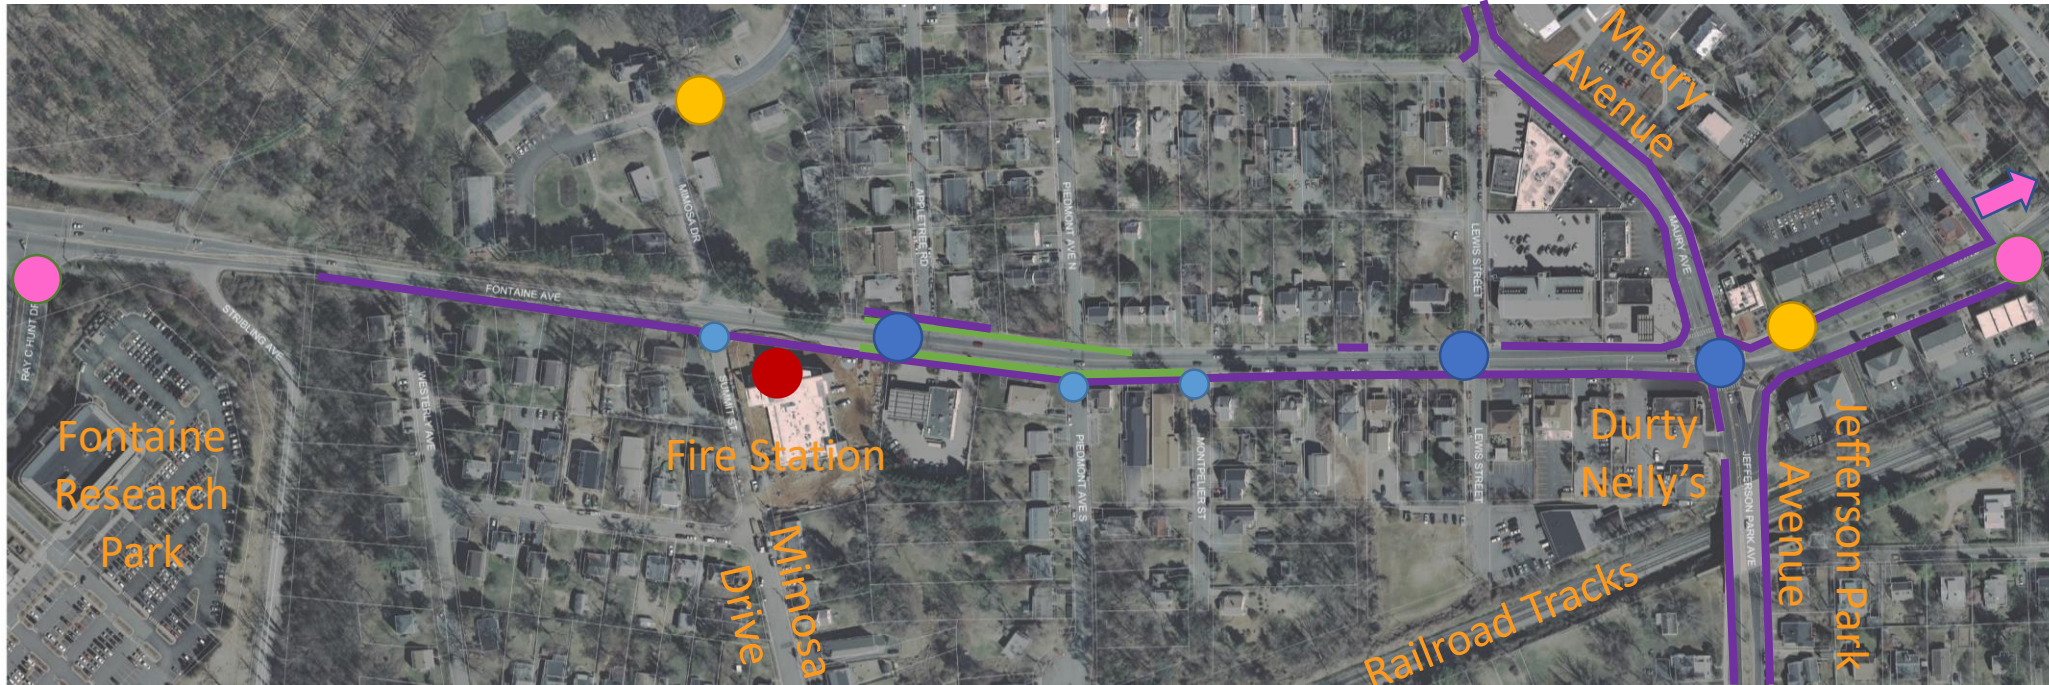 Maury
Avenue
MIMOSA DR
APPLETREE RD
PIEDMONT AVE N
LEWIS STREET
MAURY AVE
FONTAINE AVE
STRIBLING AVE
RAY C HUNT DR
WESTERLY AVE
SUMMIT ST
PIEDMONT AVE S
MONTPELIER ST
LEWIS STREET
JEFFERSON PARK AVE
Fontaine
Research
Park
Fire Station
Durty
Nelly's
Jefferson Park
Avenue
Mimosa
Drive
Railroad Tracks